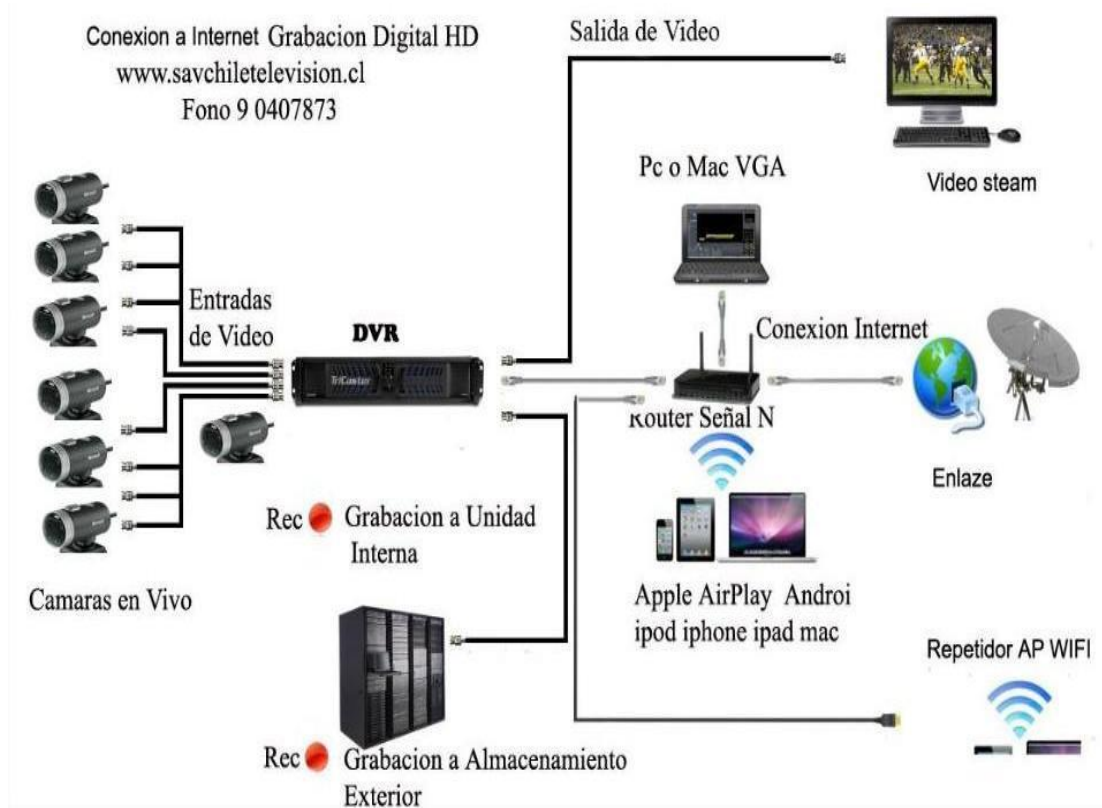 Conexion a Internet Grabacion Digital HD
www.savchiletelevision.cl
Fono 9 0407873
Salida de Video
Video steam
Pc o Mac VGA
Entradas
de Video
DVR
TriCaster
Conexion Internet
Router Señal N
Enlaze
Rec Grabacion a Unidad
Interna
Camaras en Vivo
Apple AirPlay Androi
ipod iphone ipad mac
Repetidor AP WIFI
Rec Grabacion a Almacenamiento
Exterior